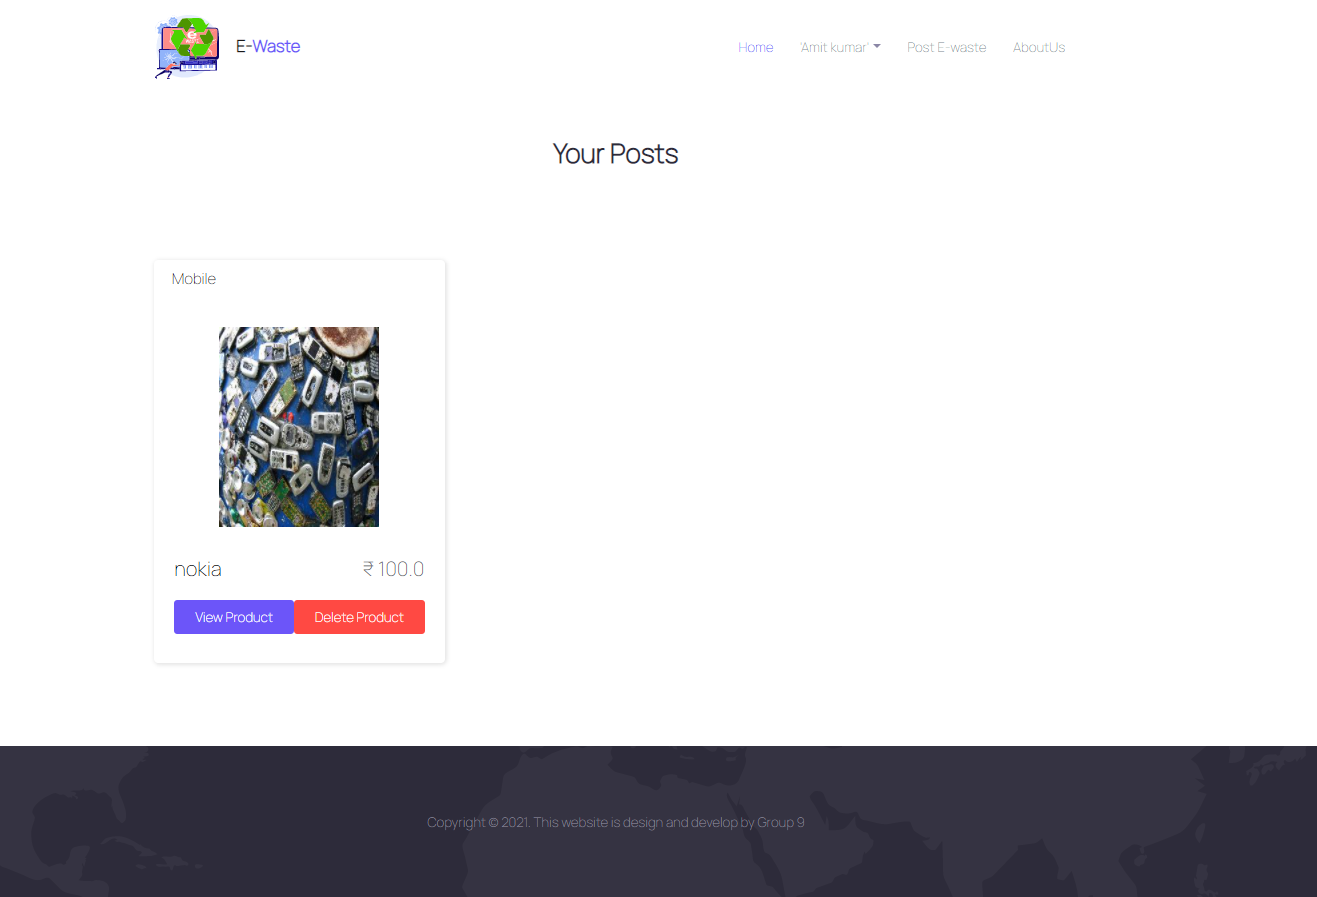 E-Waste
Home 'Amit kumar' Post E-waste AboutUs
Your Posts
Mobile
nokia ₹ 100.0
View Product Delete Product
Copyright © 2021. This website is design and develop by Group 9